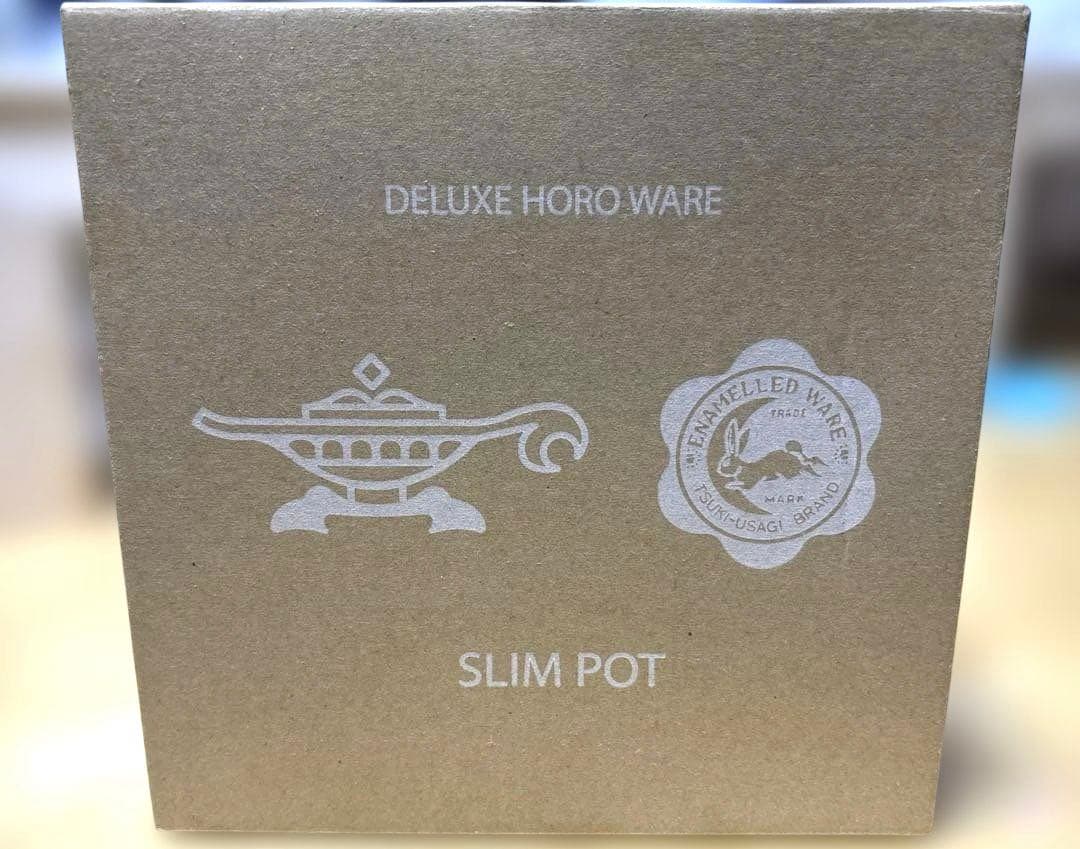 DELUXE HORO WARE
ENAMELLED WARE
TRADE
MARK
TSUKI-USAGI BRAND
SLIM POT